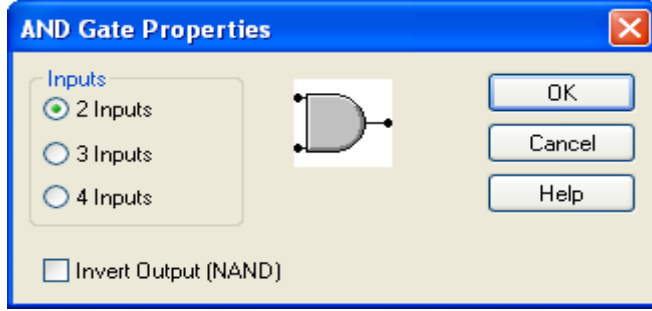 AND Gate Properties
Inputs
2 Inputs
3 Inputs
4 Inputs
OK
Cancel
Help
Invert Output (NAND)